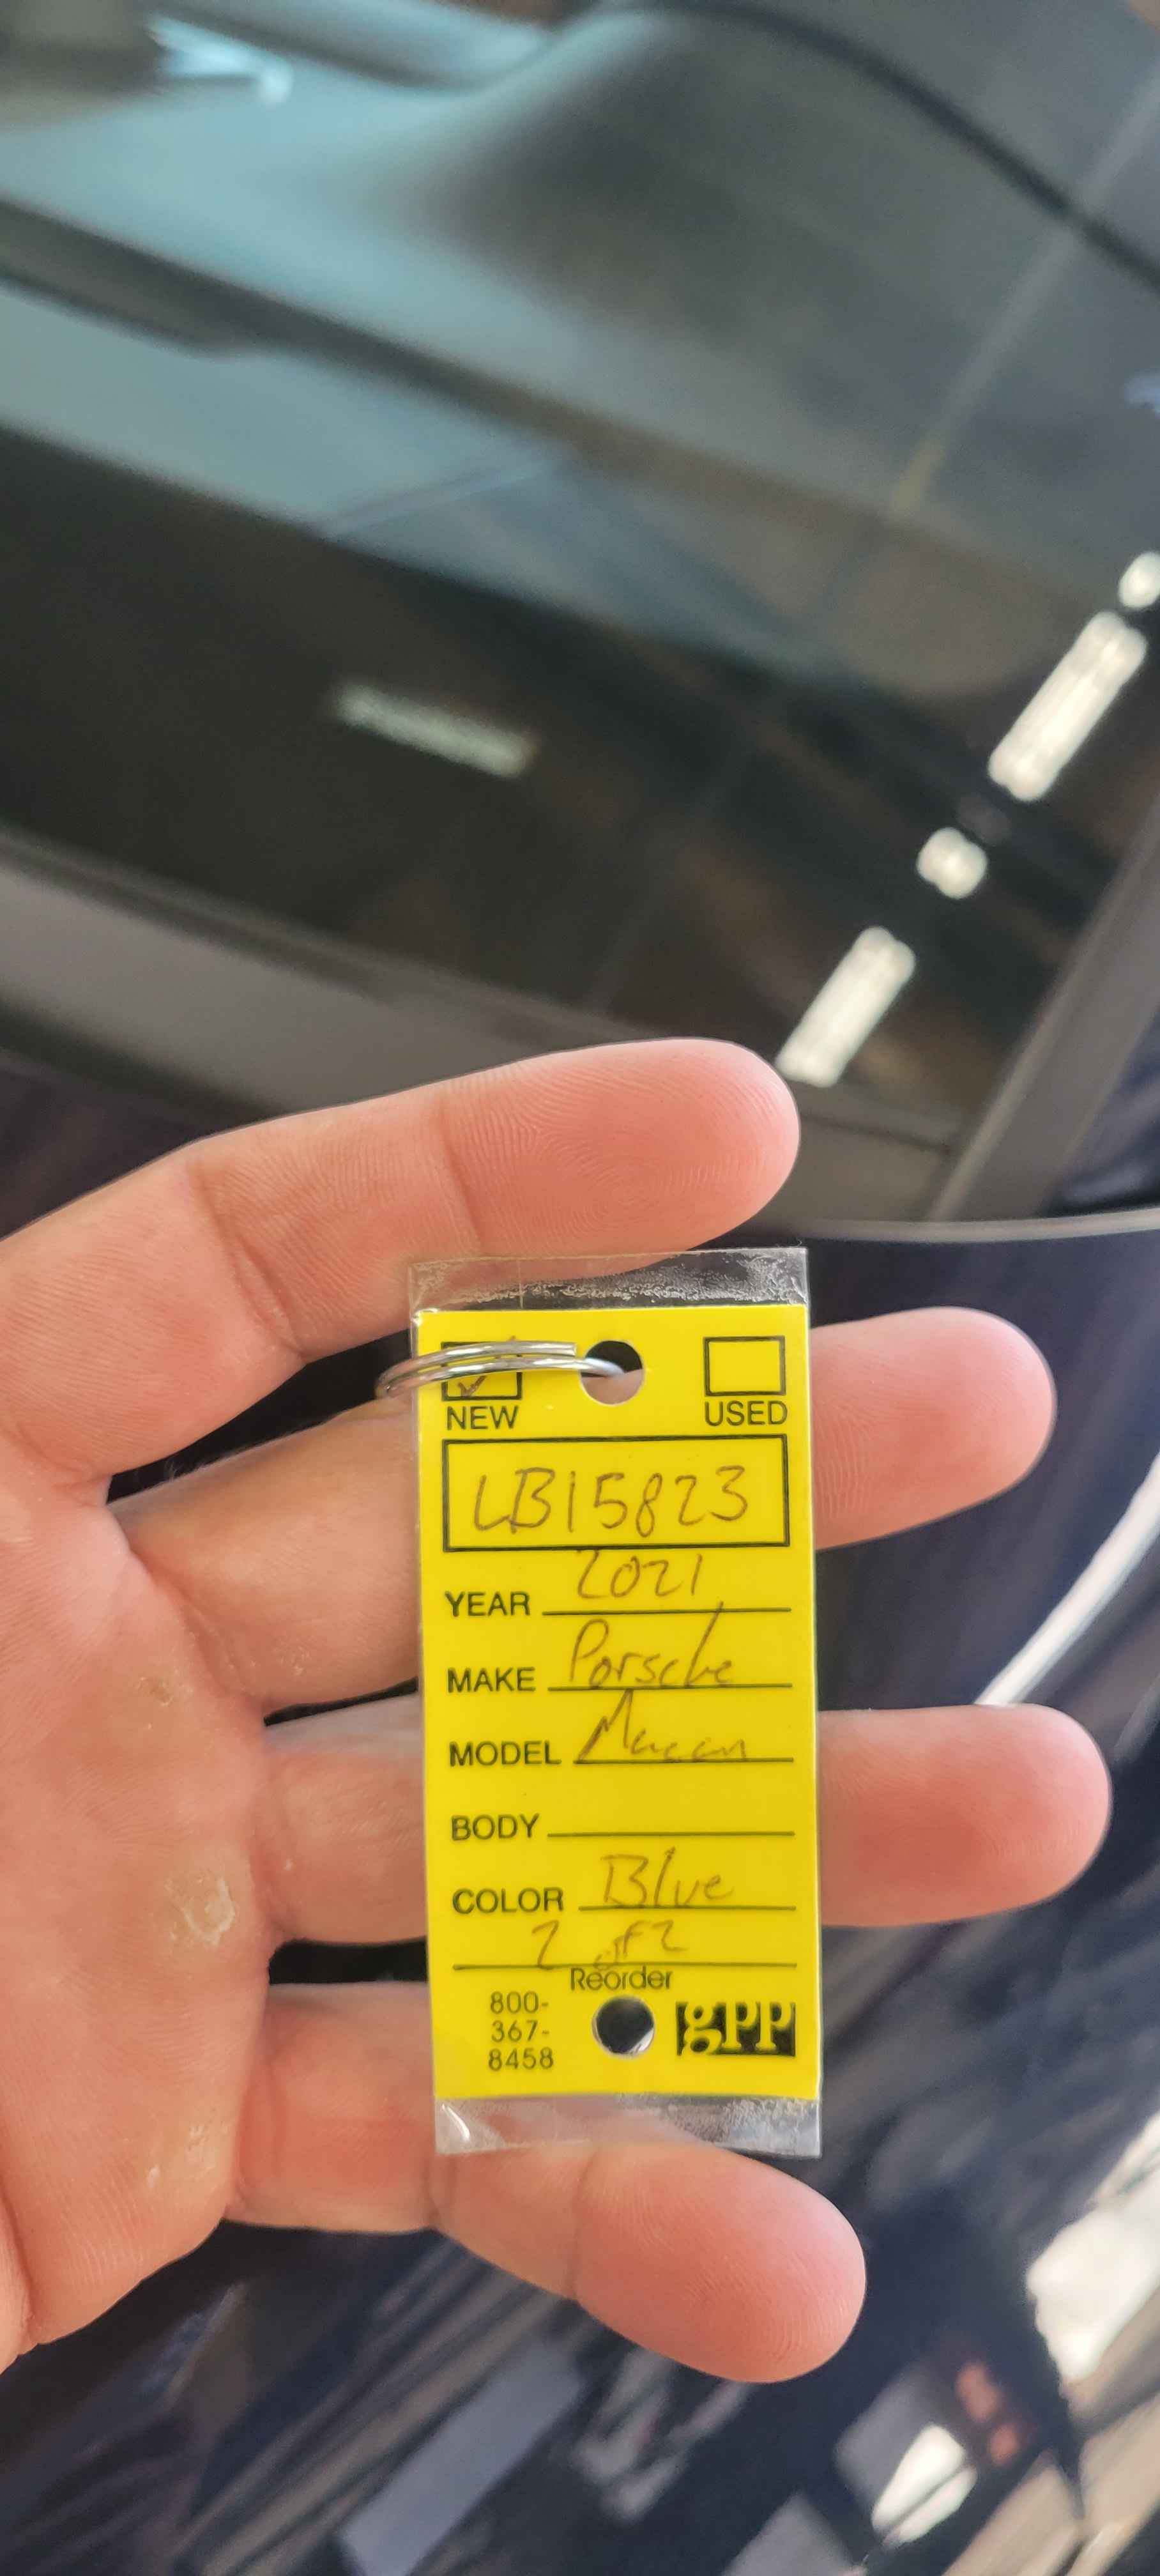 NEW USED
LB15823
YEAR 2021
MAKE Porsche
MODEL Macan
BODY
COLOR Blue
2 of 2
Reorder
800-
367-
8458
gPP